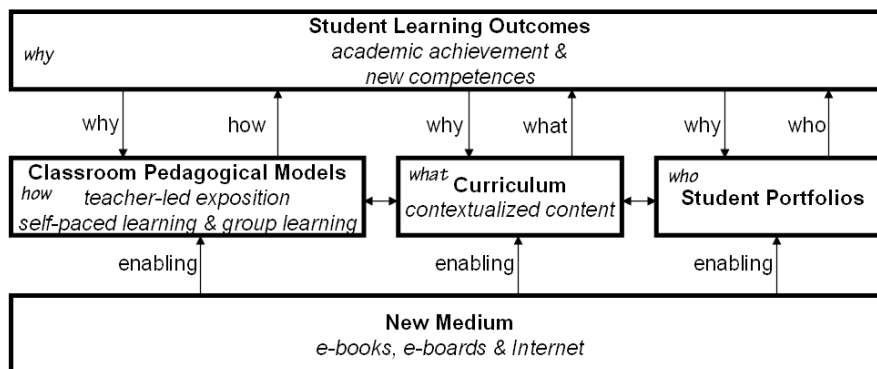 Student Learning Outcomes
why
academic achievement &
new competences
why
how
why
what
why
who
Classroom Pedagogical Models
how
teacher-led exposition
self-paced learning & group learning
what
Curriculum
contextualized content
who
Student Portfolios
enabling
enabling
enabling
New Medium
e-books, e-boards & Internet